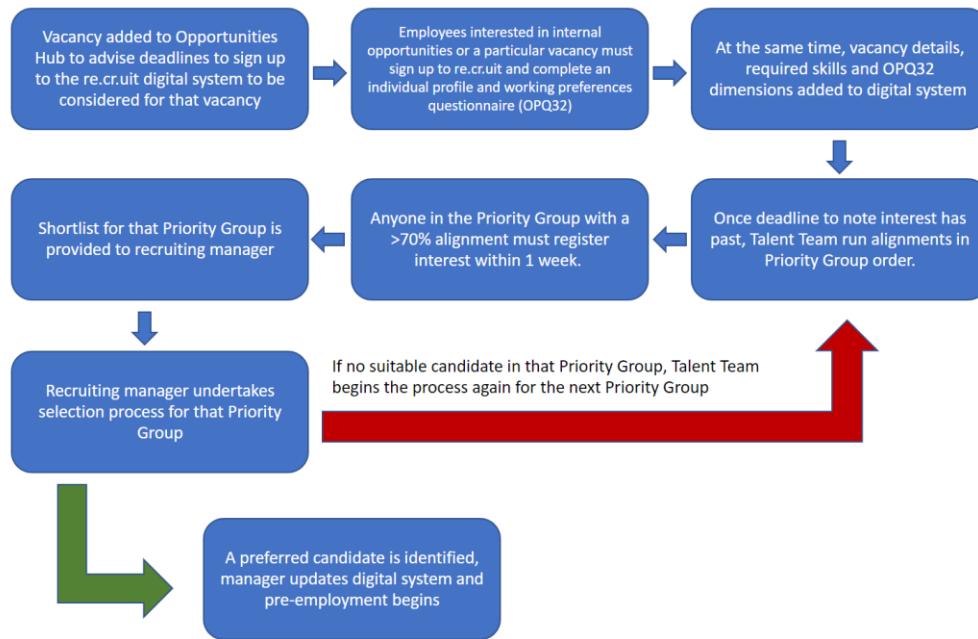 Vacancy added to Opportunities
Hub to advise deadlines to sign up
to the re.cr.uit digital system to be
considered for that vacancy
Employees interested in internal
opportunities or a particular vacancy must
sign up to re.cr.uit and complete an
individual profile and working preferences
questionnaire (OPQ32)
At the same time, vacancy details,
required skills and OPQ32
dimensions added to digital system
Once deadline to note interest has
past, Talent Team run alignments in
Priority Group order.
Anyone in the Priority Group with a
>70% alignment must register
interest within 1 week.
Shortlist for that Priority Group is
provided to recruiting manager
Recruiting manager undertakes
selection process for that Priority
Group
If no suitable candidate in that Priority Group, Talent Team
begins the process again for the next Priority Group
A preferred candidate is identified,
manager updates digital system and
pre-employment begins